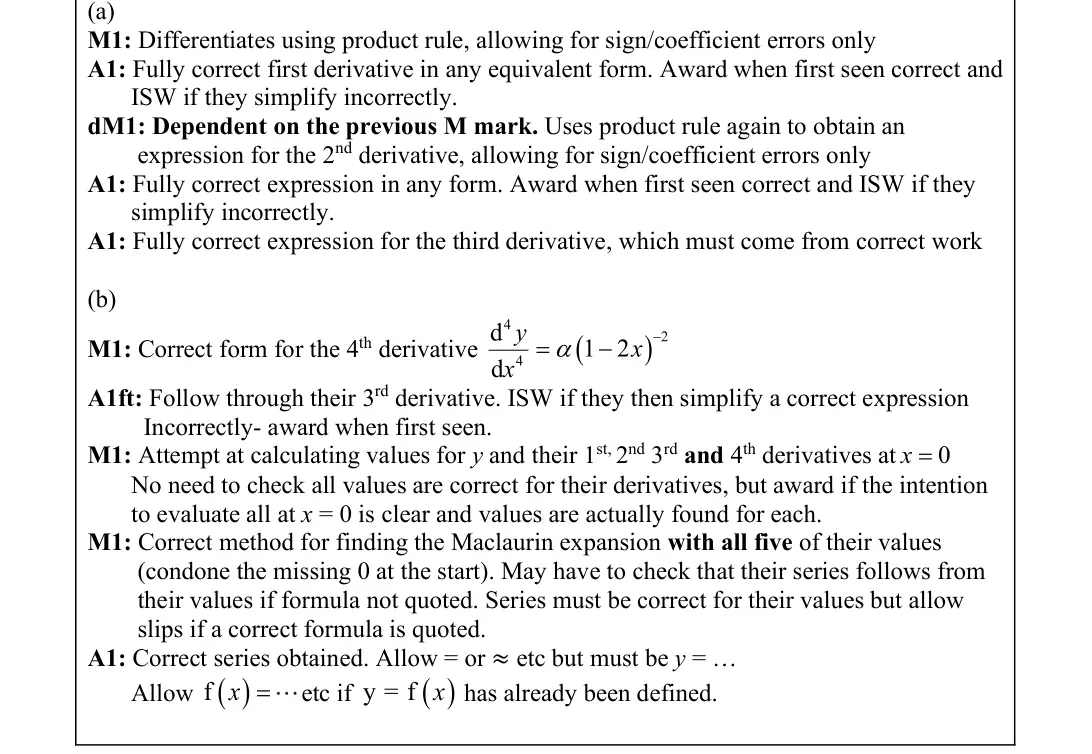 (a)
M1: Differentiates using product rule, allowing for sign/coefficient errors only
A1: Fully correct first derivative in any equivalent form. Award when first seen correct and
ISW if they simplify incorrectly.
dM1: Dependent on the previous M mark. Uses product rule again to obtain an
expression for the 2nd derivative, allowing for sign/coefficient errors only
A1: Fully correct expression in any form. Award when first seen correct and ISW if they
simplify incorrectly.
A1: Fully correct expression for the third derivative, which must come from correct work
(b)
M1: Correct form for the 4th derivative d⁴y/dx⁴ = α(1 − 2x)⁻²
A1ft: Follow through their 3rd derivative. ISW if they then simplify a correct expression
Incorrectly- award when first seen.
M1: Attempt at calculating values for y and their 1st, 2nd 3rd and 4th derivatives at x = 0
No need to check all values are correct for their derivatives, but award if the intention
to evaluate all at x = 0 is clear and values are actually found for each.
M1: Correct method for finding the Maclaurin expansion with all five of their values
(condone the missing 0 at the start). May have to check that their series follows from
their values if formula not quoted. Series must be correct for their values but allow
slips if a correct formula is quoted.
A1: Correct series obtained. Allow = or ≈ etc but must be y = …
Allow f(x) = ⋯ etc if y = f(x) has already been defined.